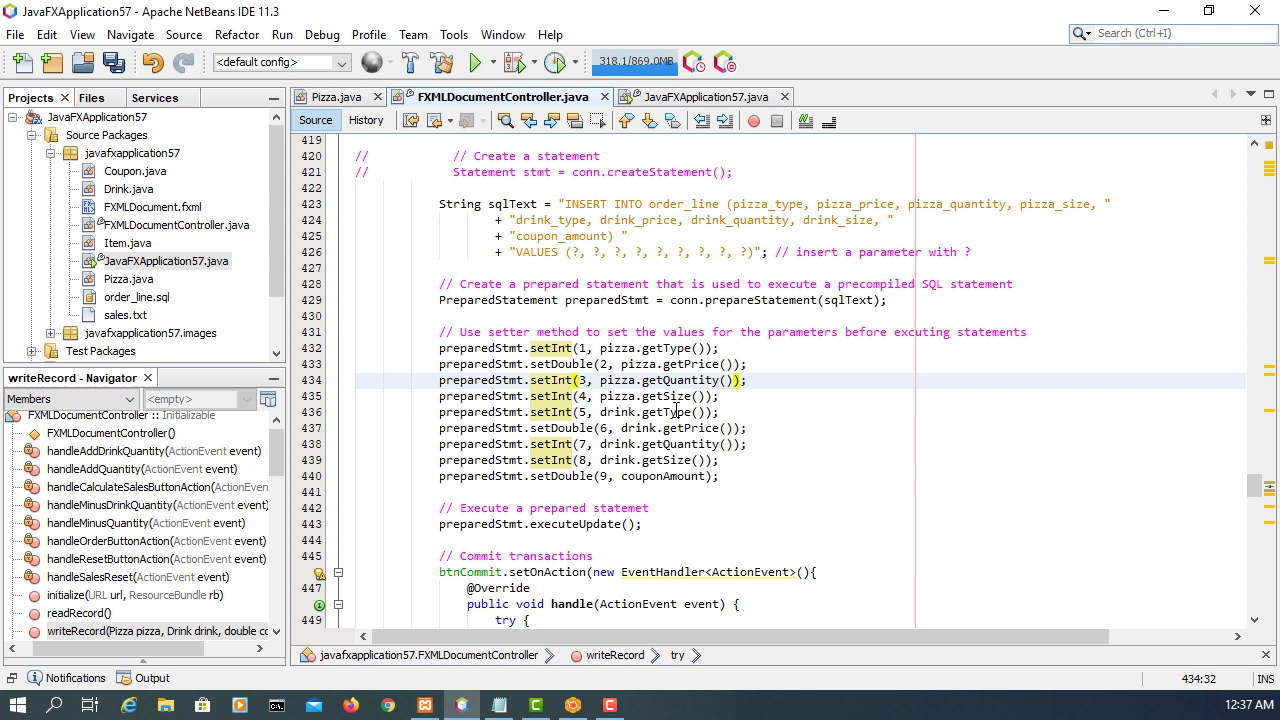 JavaFXApplication57 - Apache NetBeans IDE 11.3
File Edit View Navigate Source Refactor Run Debug Profile Team Tools Window Help
Search (Ctrl+I)
<default config>
318.1/869.0MB
Projects Files Services
Pizza.java FXMLDocumentController.java JavaFXApplication57.java
Source History
JavaFXApplication57
Source Packages
javafxapplication57
Coupon.java
Drink.java
FXMLDocument.fxml
FXMLDocumentController.java
Item.java
JavaFXApplication57.java
Pizza.java
order_line.sql
sales.txt
javafxapplication57.images
Test Packages
writeRecord - Navigator
Members <empty>
FXMLDocumentController :: Initializable
FXMLDocumentController()
handleAddDrinkQuantity(ActionEvent event)
handleAddQuantity(ActionEvent event)
handleCalculateSalesButtonAction(ActionEvent
handleMinusDrinkQuantity(ActionEvent event)
handleMinusQuantity(ActionEvent event)
handleOrderButtonAction(ActionEvent event)
handleResetButtonAction(ActionEvent event)
handleSalesReset(ActionEvent event)
initialize(URL url, ResourceBundle rb)
readRecord()
writeRecord(Pizza pizza, Drink drink, double co
419
420 // // Create a statement
421 // Statement stmt = conn.createStatement();
422
423 String sqlText = "INSERT INTO order_line (pizza_type, pizza_price, pizza_quantity, pizza_size, "
424 + "drink_type, drink_price, drink_quantity, drink_size, "
425 + "coupon_amount) "
426 + "VALUES (?, ?, ?, ?, ?, ?, ?, ?, ?)"; // insert a parameter with ?
427
428 // Create a prepared statement that is used to execute a precompiled SQL statement
429 PreparedStatement preparedStmt = conn.prepareStatement(sqlText);
430
431 // Use setter method to set the values for the parameters before excuting statements
432 preparedStmt.setInt(1, pizza.getType());
433 preparedStmt.setDouble(2, pizza.getPrice());
434 preparedStmt.setInt(3, pizza.getQuantity());
435 preparedStmt.setInt(4, pizza.getSize());
436 preparedStmt.setInt(5, drink.getType());
437 preparedStmt.setDouble(6, drink.getPrice());
438 preparedStmt.setInt(7, drink.getQuantity());
439 preparedStmt.setInt(8, drink.getSize());
440 preparedStmt.setDouble(9, couponAmount);
441
442 // Execute a prepared statemet
443 preparedStmt.executeUpdate();
444
445 // Commit transactions
btnCommit.setOnAction(new EventHandler<ActionEvent>(){
447 @Override
public void handle(ActionEvent event) {
449 try {
javafxapplication57.FXMLDocumentController writeRecord try
Notifications Output
434:32 INS
12:37 AM